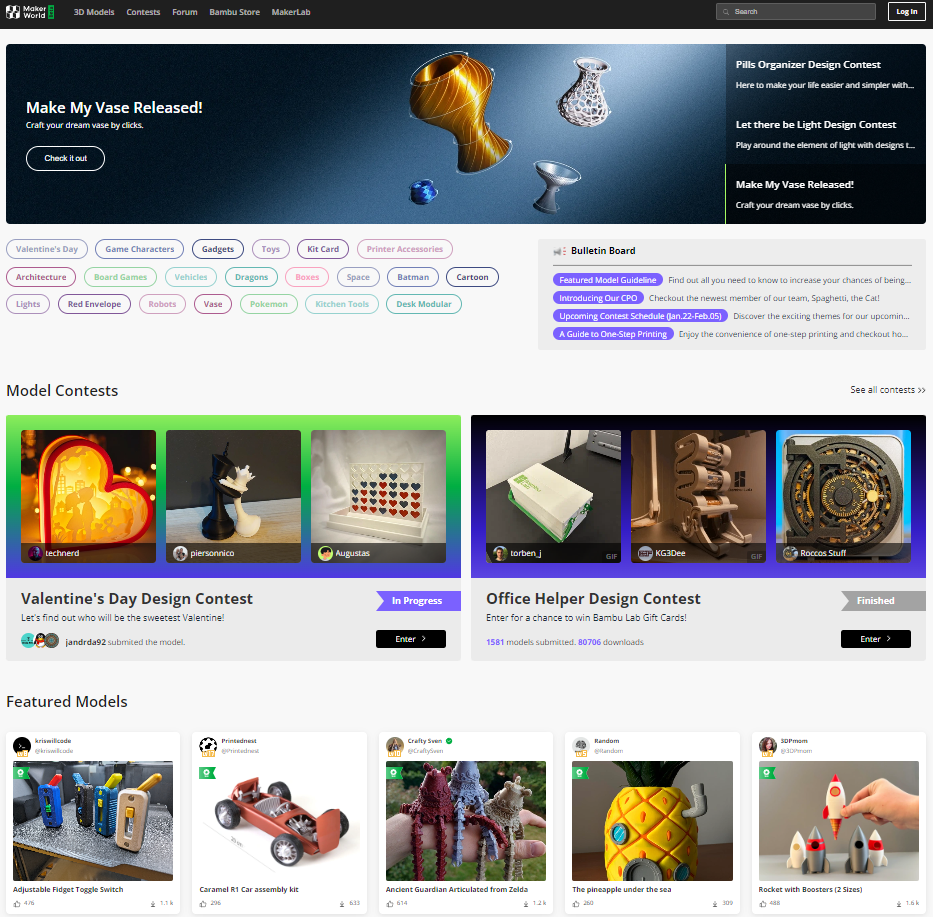 Maker
World
3D Models
Contests
Forum
Bambu Store
MakerLab
Search
Log In
Make My Vase Released!
Craft your dream vase by clicks.
Check it out
Pills Organizer Design Contest
Here to make your life easier and simpler with...
Let there be Light Design Contest
Play around the element of light with designs t...
Make My Vase Released!
Craft your dream vase by clicks.
Valentine's Day
Game Characters
Gadgets
Toys
Kit Card
Printer Accessories
Architecture
Board Games
Vehicles
Dragons
Boxes
Space
Batman
Cartoon
Lights
Red Envelope
Robots
Vase
Pokemon
Kitchen Tools
Desk Modular
Bulletin Board
Featured Model Guideline Find out all you need to know to increase your chances of being...
Introducing Our CPO Checkout the newest member of our team, Spaghetti, the Cat!
Upcoming Contest Schedule (Jan.22-Feb.05) Discover the exciting themes for our upcomin...
A Guide to One-Step Printing Enjoy the convenience of one-step printing and checkout ho...
Model Contests
See all contests >>
technerd
piersonnico
Augustas
Valentine's Day Design Contest
In Progress
Let's find out who will be the sweetest Valentine!
jandrda92 submited the model.
Enter >
Bambu
Lab
torben_j
GIF
KG3Dee
GIF
Roccos Stuff
Office Helper Design Contest
Finished
Enter for a chance to win Bambu Lab Gift Cards!
1581 models submitted. 80706 downloads
Enter >
Featured Models
kriswillcode
@kriswillcode
Adjustable Fidget Toggle Switch
476
1.1 k
Printednest
@Printednest
Caramel R1 Car assembly kit
296
633
Crafty Sven
@CraftySven
Ancient Guardian Articulated from Zelda
614
1.2 k
Random
@Random
The pineapple under the sea
260
309
3DPmom
@3DPmom
Rocket with Boosters (2 Sizes)
488
1.6 k